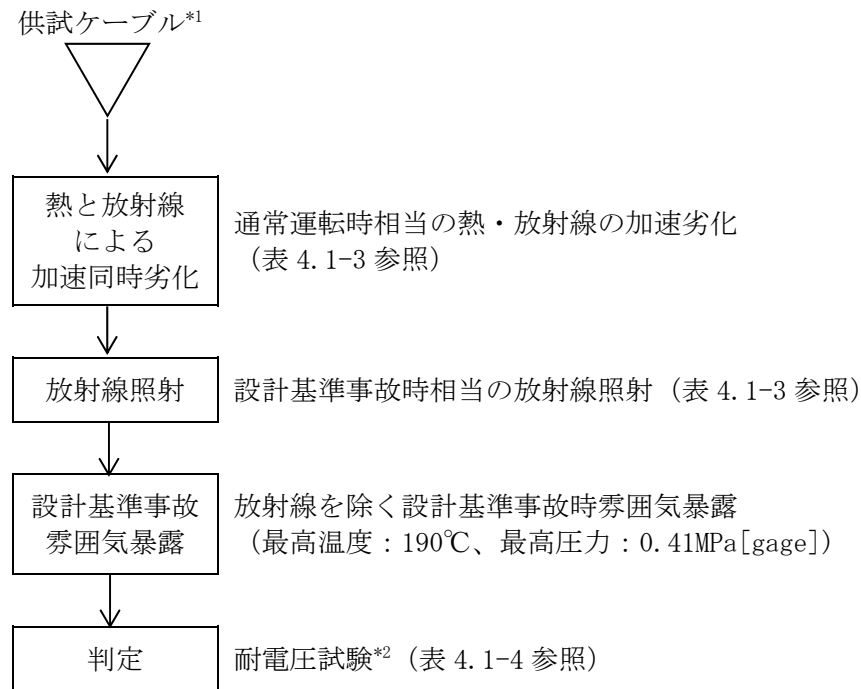 供試ケーブル*1
熱と放射線
による
加速同時劣化
通常運転時相当の熱・放射線の加速劣化
（表 4.1-3 参照）
放射線照射
設計基準事故時相当の放射線照射（表 4.1-3 参照）
設計基準事故
雰囲気暴露
放射線を除く設計基準事故時雰囲気暴露
（最高温度：190℃、最高圧力：0.41MPa[gage]）
判定
耐電圧試験*2（表 4.1-4 参照）